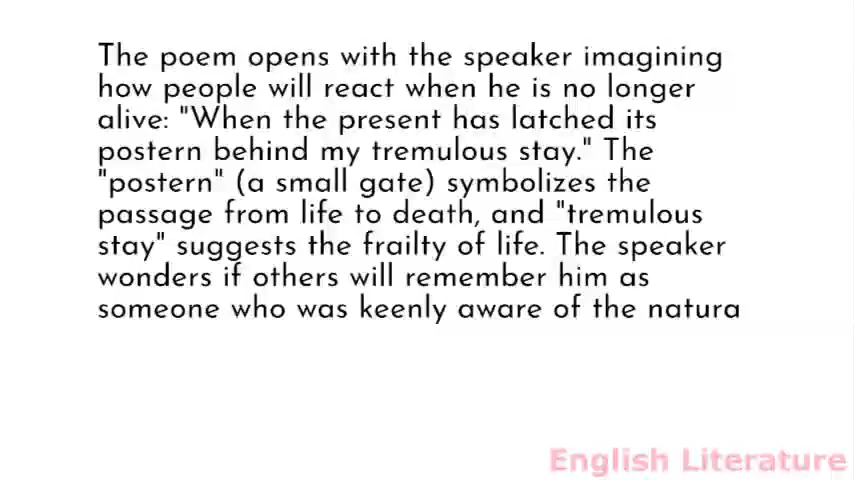 The poem opens with the speaker imagining
how people will react when he is no longer
alive: "When the present has latched its
postern behind my tremulous stay." The
"postern" (a small gate) symbolizes the
passage from life to death, and "tremulous
stay" suggests the frailty of life. The speaker
wonders if others will remember him as
someone who was keenly aware of the natura
English Literature